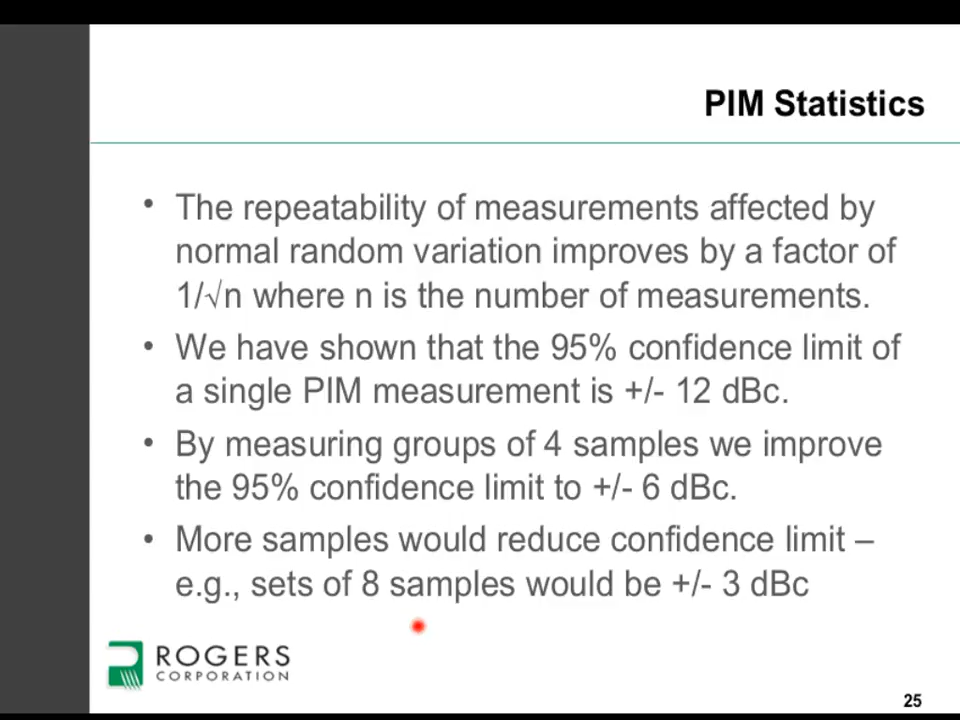 PIM Statistics
• The repeatability of measurements affected by
normal random variation improves by a factor of
1/√n where n is the number of measurements.
• We have shown that the 95% confidence limit of
a single PIM measurement is +/- 12 dBc.
• By measuring groups of 4 samples we improve
the 95% confidence limit to +/- 6 dBc.
• More samples would reduce confidence limit –
e.g., sets of 8 samples would be +/- 3 dBc
ROGERS
CORPORATION
25